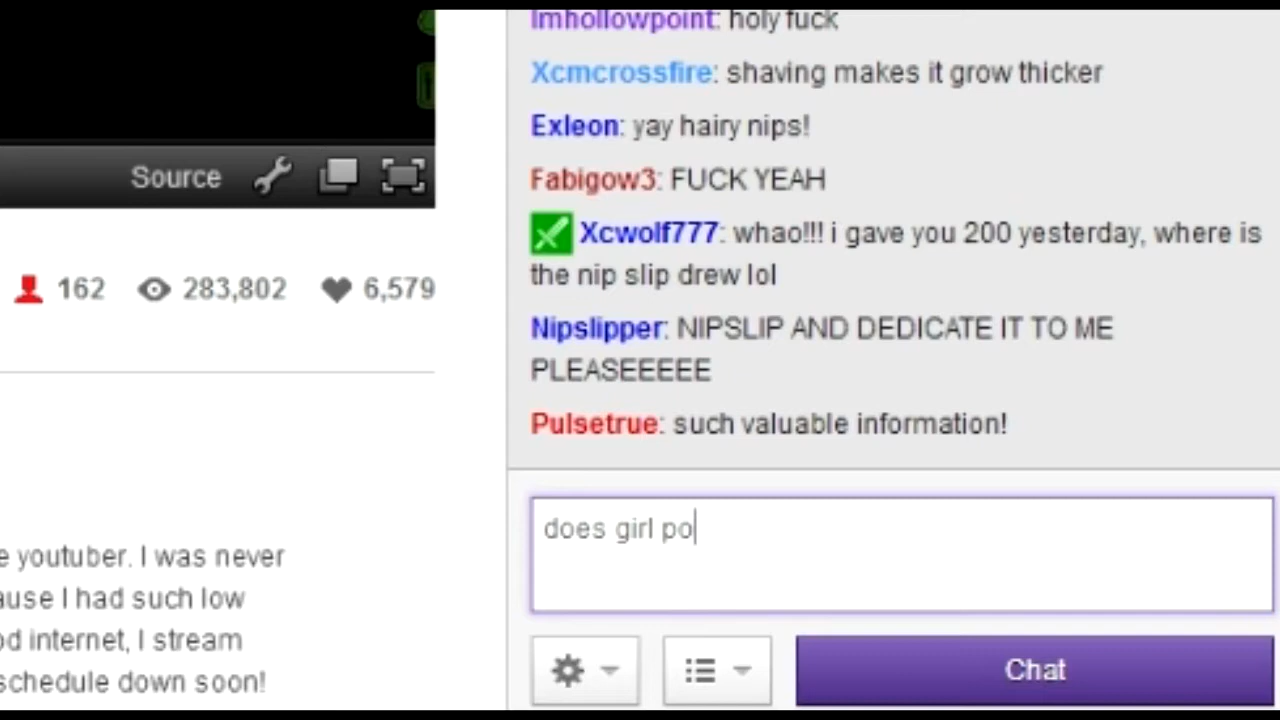 Imhollowpoint: holy fuck
Xcmcrossfire: shaving makes it grow thicker
Exleon: yay hairy nips!
Fabigow3: FUCK YEAH
Xcwolf777: whao!!! i gave you 200 yesterday, where is
the nip slip drew lol
Nipslipper: NIPSLIP AND DEDICATE IT TO ME
PLEASEEEEE
Pulsetrue: such valuable information!
does girl po
Chat
Source
162 283,802 6,579
e youtuber. I was never
ause I had such low
od internet, I stream
schedule down soon!